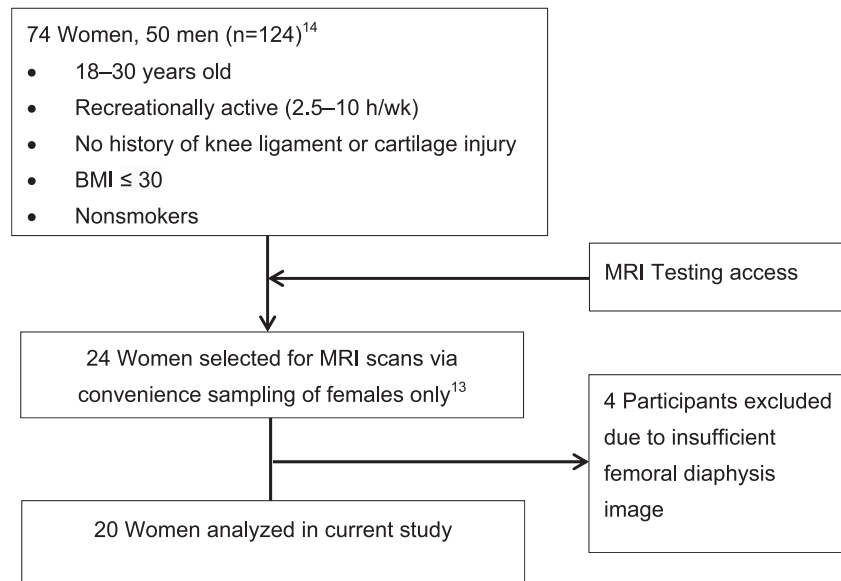 74 Women, 50 men (n=124)14
• 18–30 years old
• Recreationally active (2.5–10 h/wk)
• No history of knee ligament or cartilage injury
• BMI ≤ 30
• Nonsmokers
MRI Testing access
24 Women selected for MRI scans via
convenience sampling of females only13
4 Participants excluded
due to insufficient
femoral diaphysis
image
20 Women analyzed in current study